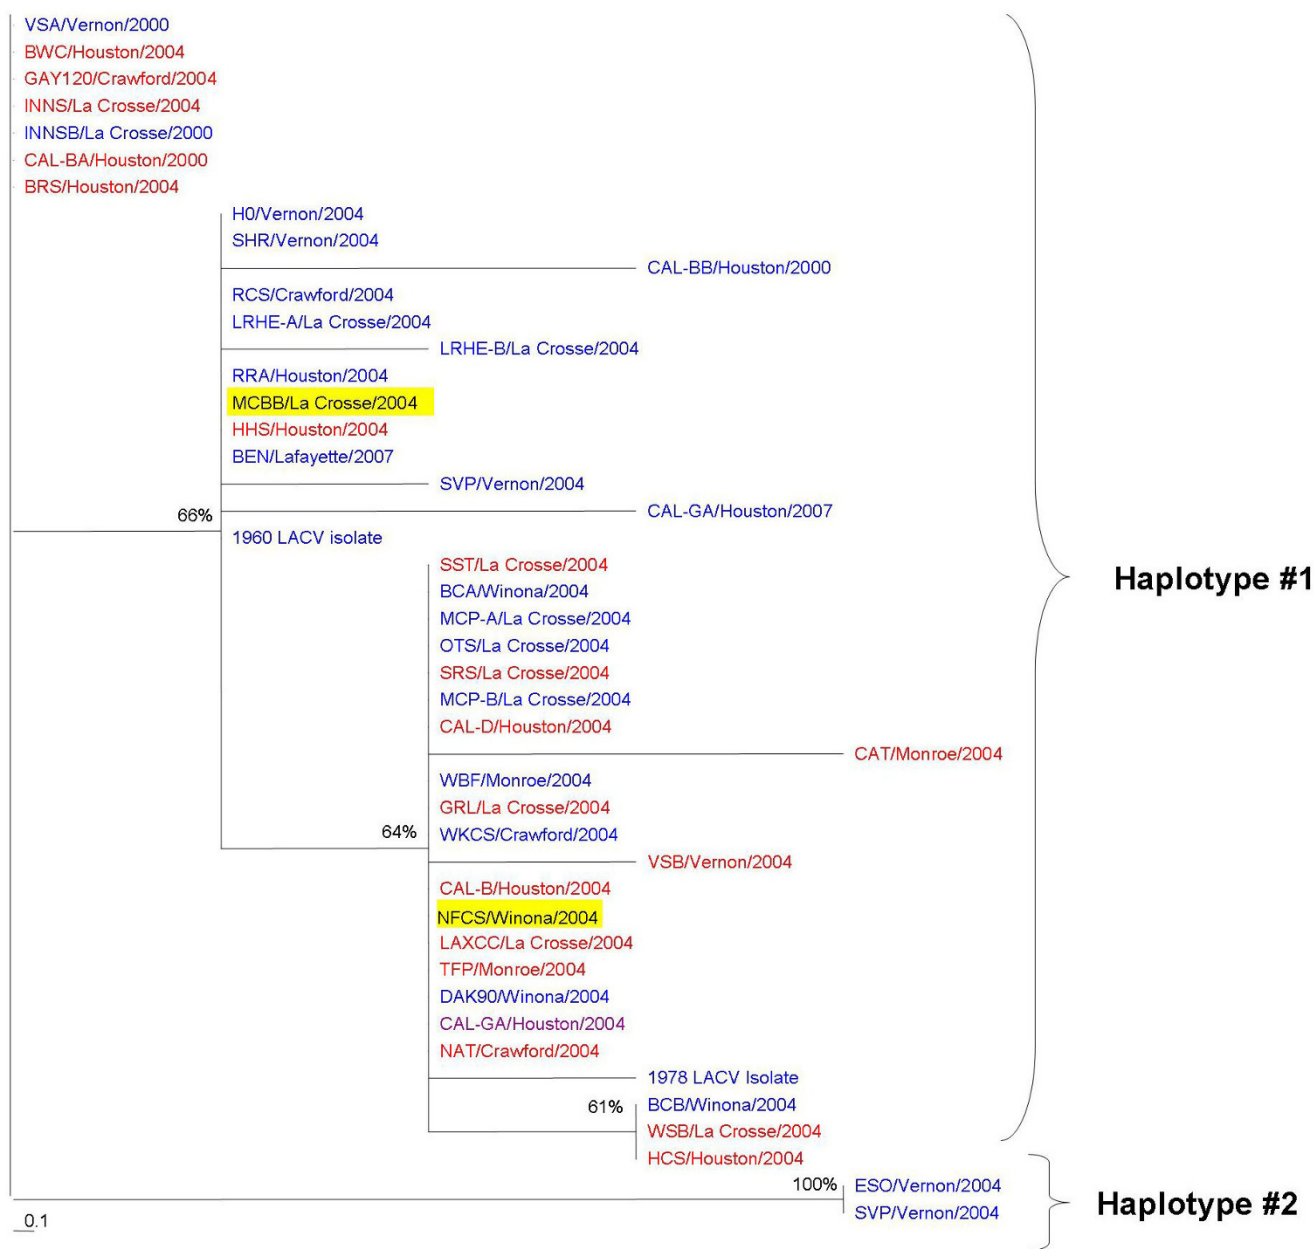 VSA/Vernon/2000
BWC/Houston/2004
GAY120/Crawford/2004
INNS/La Crosse/2004
INNSB/La Crosse/2000
CAL-BA/Houston/2000
BRS/Houston/2004
H0/Vernon/2004
SHR/Vernon/2004
CAL-BB/Houston/2000
RCS/Crawford/2004
LRHE-A/La Crosse/2004
LRHE-B/La Crosse/2004
RRA/Houston/2004
MCBB/La Crosse/2004
HHS/Houston/2004
BEN/Lafayette/2007
SVP/Vernon/2004
CAL-GA/Houston/2007
66%
1960 LACV isolate
SST/La Crosse/2004
Haplotype #1
BCA/Winona/2004
MCP-A/La Crosse/2004
OTS/La Crosse/2004
SRS/La Crosse/2004
MCP-B/La Crosse/2004
CAL-D/Houston/2004
CAT/Monroe/2004
WBF/Monroe/2004
GRL/La Crosse/2004
64%
WKCS/Crawford/2004
VSB/Vernon/2004
CAL-B/Houston/2004
NFCS/Winona/2004
LAXCC/La Crosse/2004
TFP/Monroe/2004
DAK90/Winona/2004
CAL-GA/Houston/2004
NAT/Crawford/2004
1978 LACV Isolate
61%
BCB/Winona/2004
WSB/La Crosse/2004
HCS/Houston/2004
100%
ESO/Vernon/2004
Haplotype #2
SVP/Vernon/2004
0.1